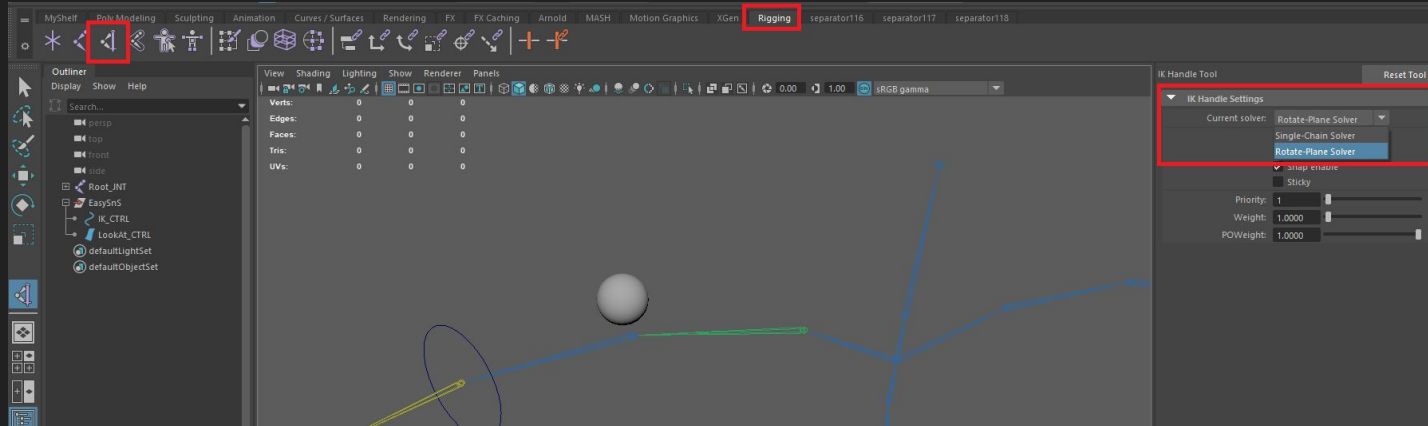 MyShelf Poly Modeling Sculpting Animation Curves / Surfaces Rendering FX FX Caching Arnold MASH Motion Graphics XGen Rigging separator116 separator117 separator118
Outliner
Display Show Help
Search...
persp
top
front
side
Root_JNT
EasySnS
IK_CTRL
LookAt_CTRL
defaultLightSet
defaultObjectSet
View Shading Lighting Show Renderer Panels
0.00 1.00 sRGB gamma
Verts: 0 0 0
Edges: 0 0 0
Faces: 0 0 0
Tris: 0 0 0
UVs: 0 0 0
IK Handle Tool Reset Tool
IK Handle Settings
Current solver: Rotate-Plane Solver
Single-Chain Solver
Rotate-Plane Solver
Snap enable
Sticky
Priority: 1
Weight: 1.0000
POWeight: 1.0000